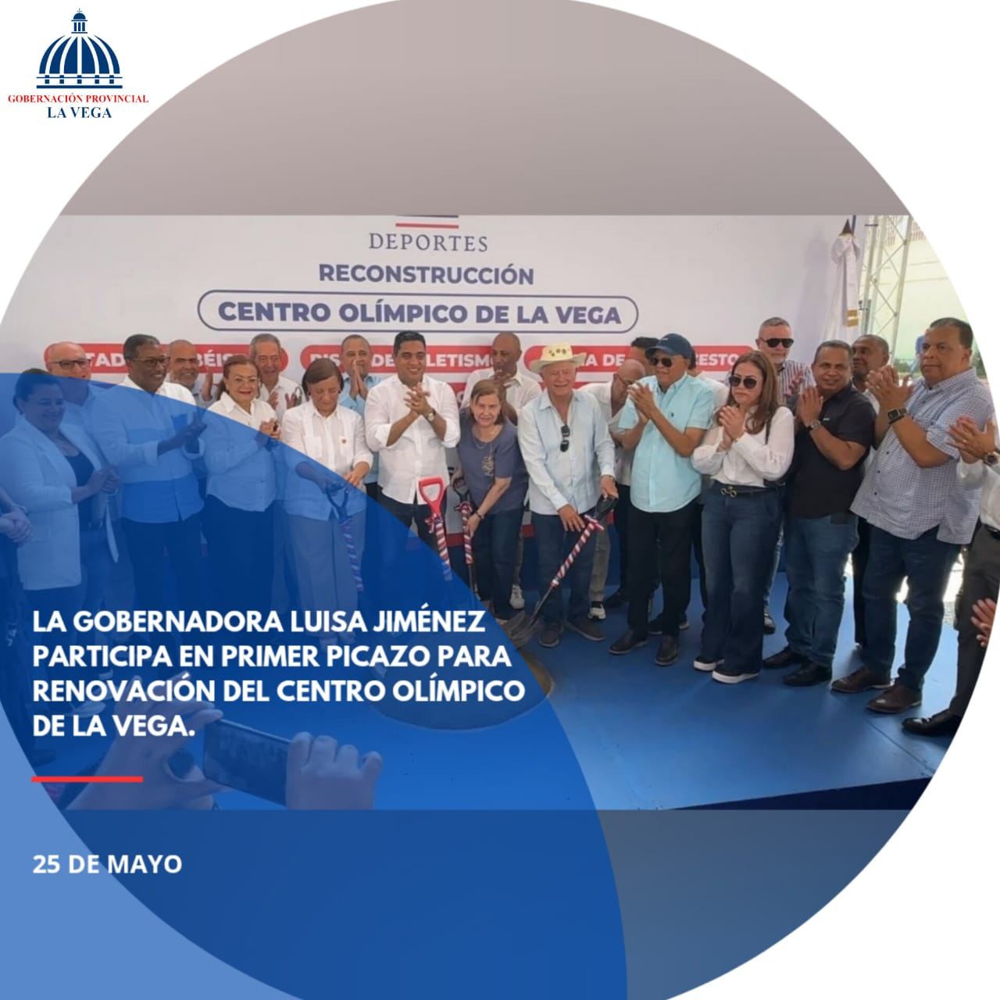 GOBERNACIÓN PROVINCIAL
LA VEGA
DEPORTES
RECONSTRUCCIÓN
CENTRO OLÍMPICO DE LA VEGA
LA GOBERNADORA LUISA JIMÉNEZ
PARTICIPA EN PRIMER PICAZO PARA
RENOVACIÓN DEL CENTRO OLÍMPICO
DE LA VEGA.
25 DE MAYO